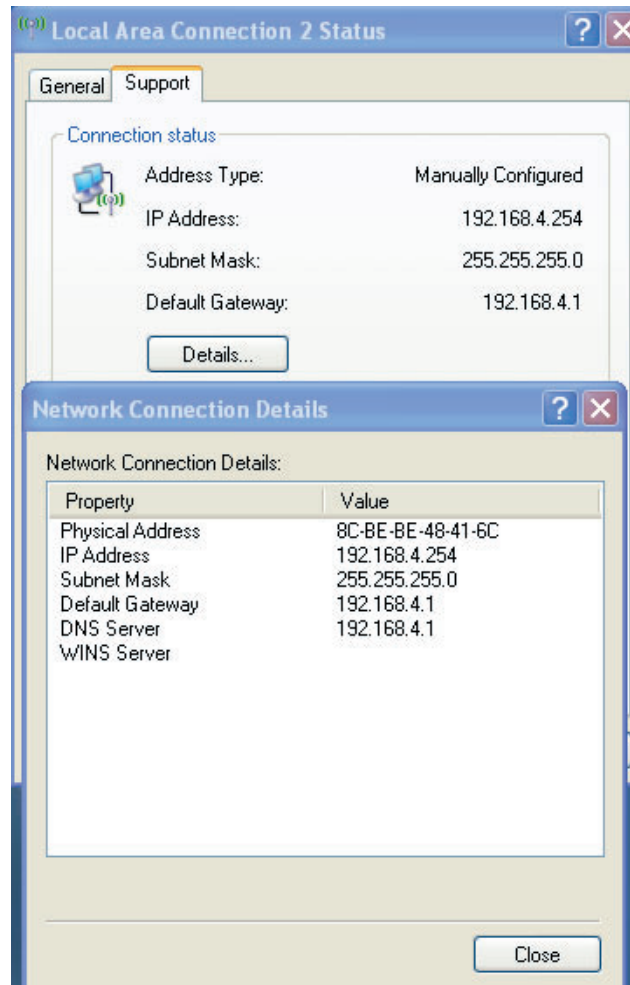 Local Area Connection 2 Status
General Support
Connection status
Address Type: Manually Configured
IP Address: 192.168.4.254
Subnet Mask: 255.255.255.0
Default Gateway: 192.168.4.1
Details...
Network Connection Details
Network Connection Details:
Property Value
Physical Address 8C-BE-BE-48-41-6C
IP Address 192.168.4.254
Subnet Mask 255.255.255.0
Default Gateway 192.168.4.1
DNS Server 192.168.4.1
WINS Server
Close